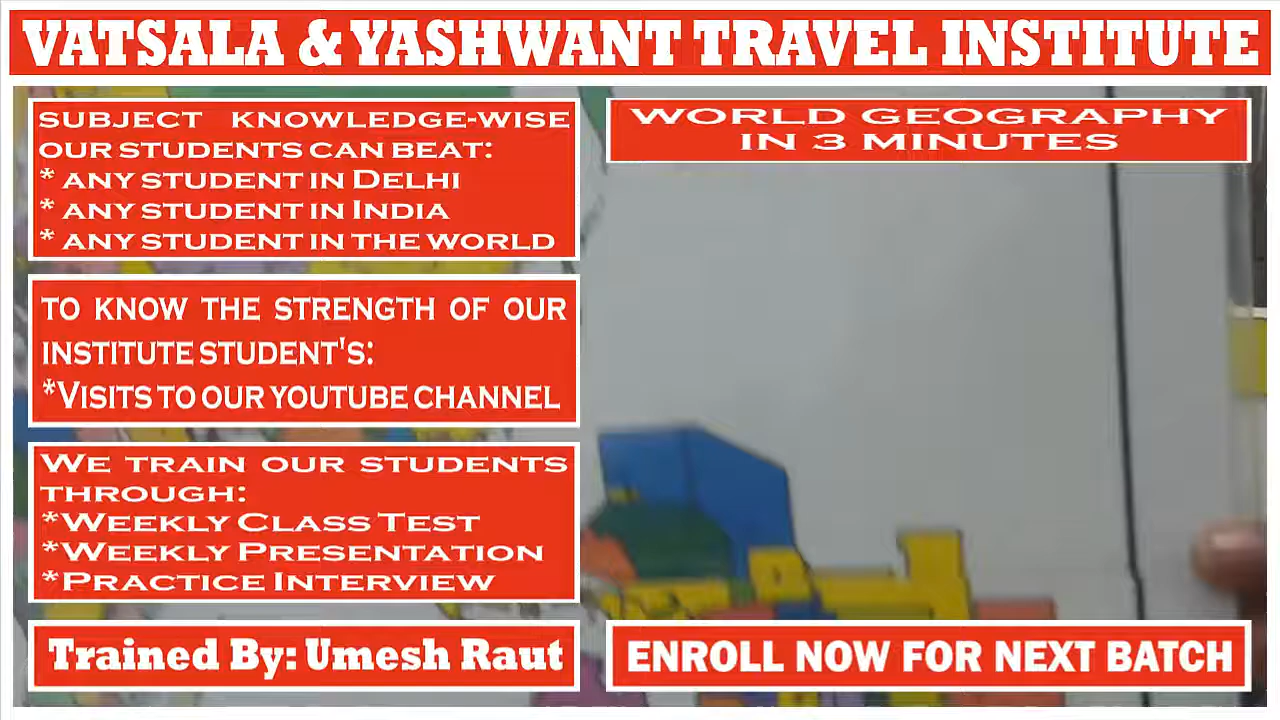 VATSALA & YASHWANT TRAVEL INSTITUTE
SUBJECT KNOWLEDGE-WISE
OUR STUDENTS CAN BEAT:
* ANY STUDENT IN DELHI
* ANY STUDENT IN INDIA
* ANY STUDENT IN THE WORLD
TO KNOW THE STRENGTH OF OUR
INSTITUTE STUDENT'S:
*VISITS TO OUR YOUTUBE CHANNEL
WE TRAIN OUR STUDENTS
THROUGH:
*WEEKLY CLASS TEST
*WEEKLY PRESENTATION
*PRACTICE INTERVIEW
Trained By: Umesh Raut
WORLD GEOGRAPHY
IN 3 MINUTES
ENROLL NOW FOR NEXT BATCH